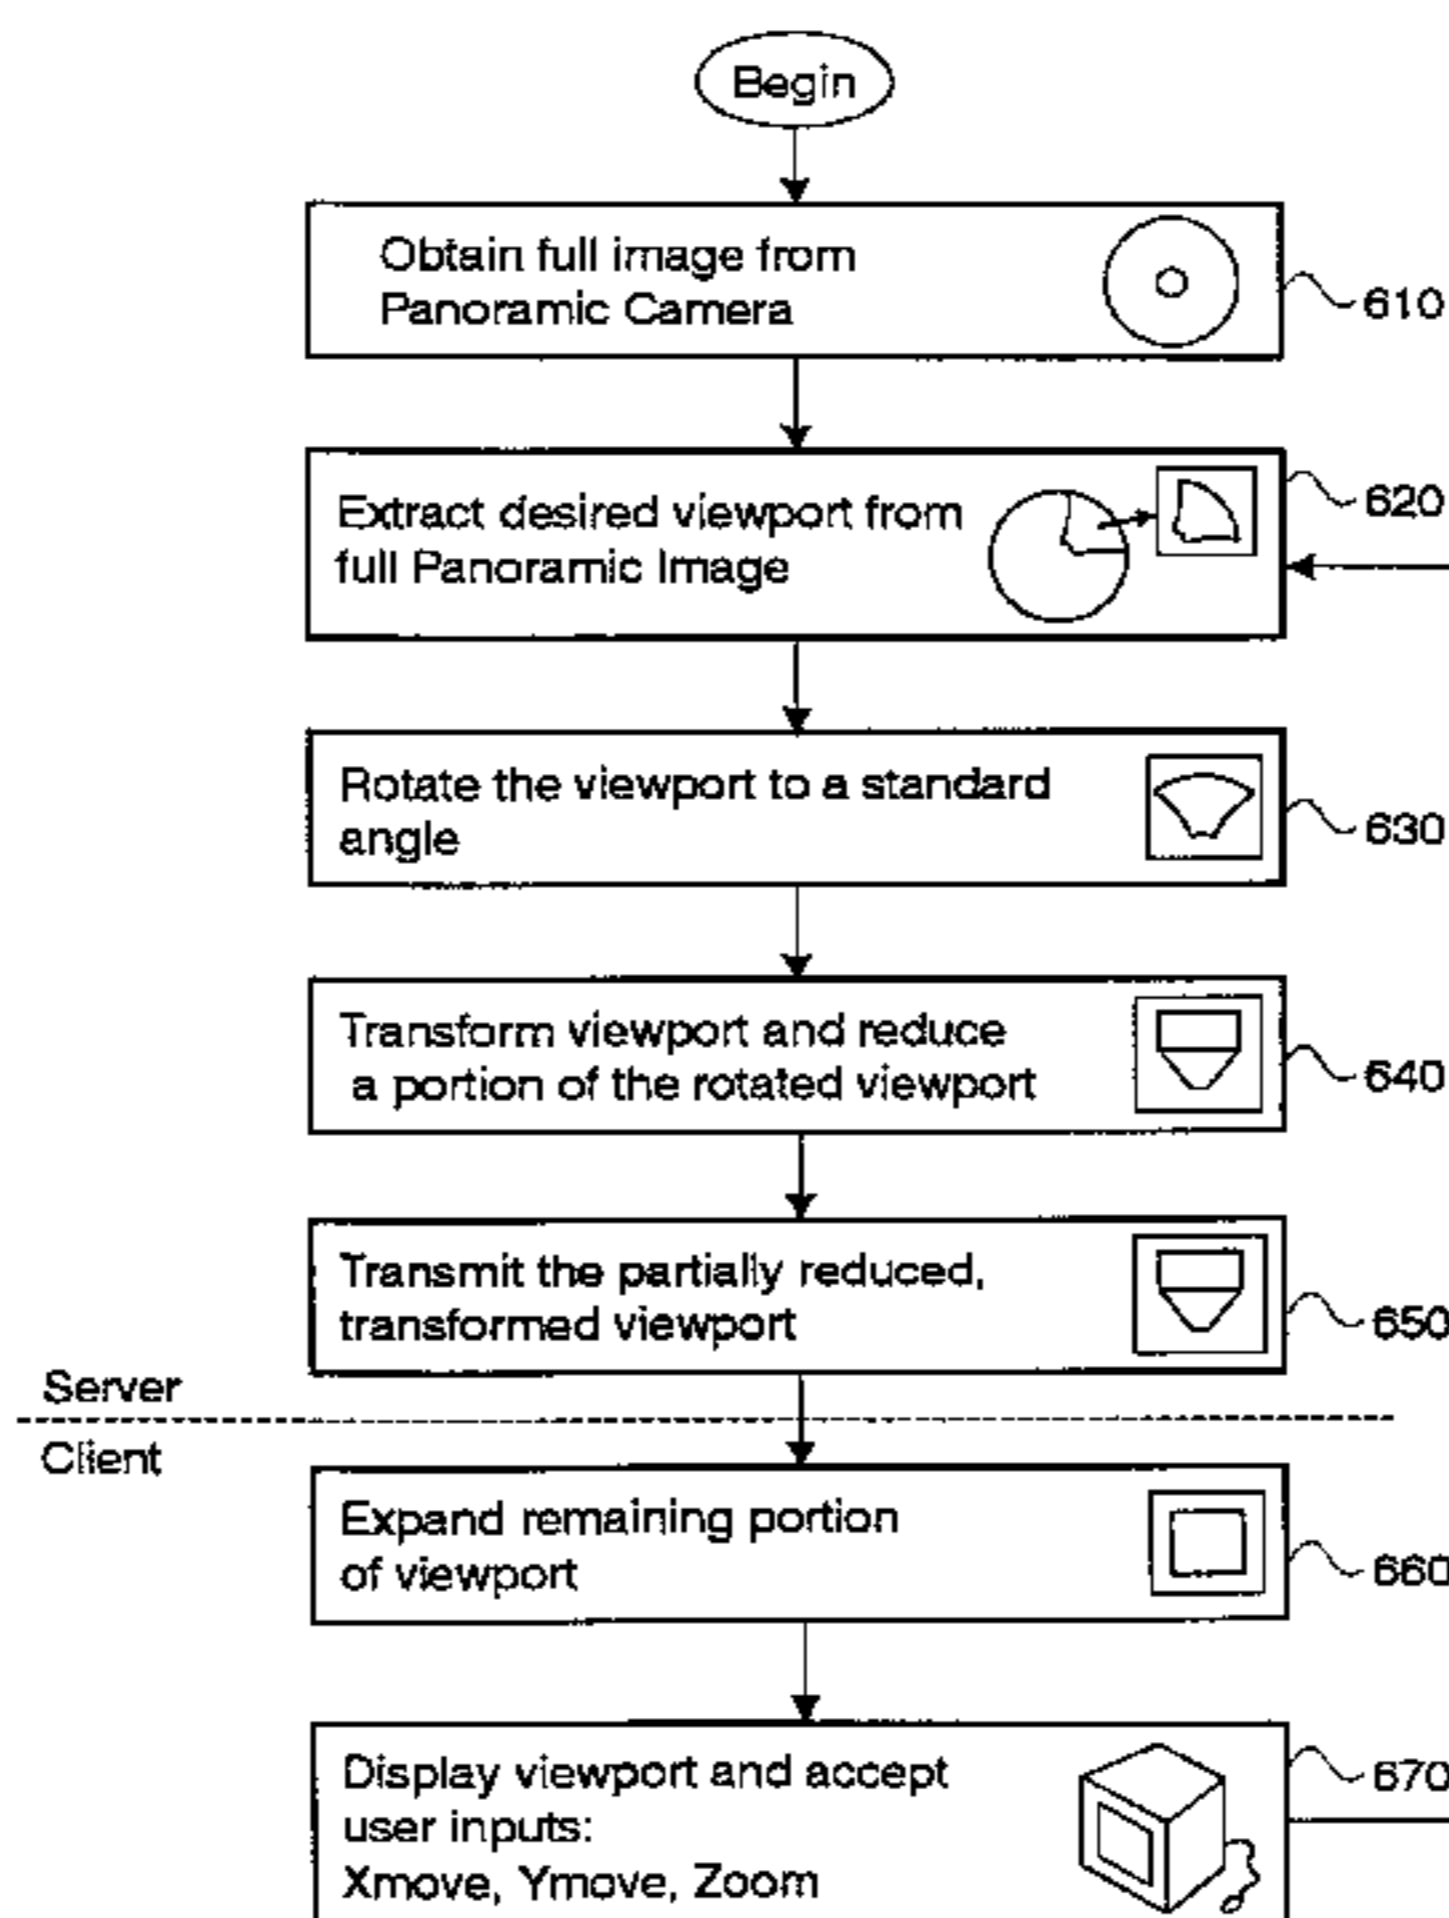 Begin
Obtain full image from
Panoramic Camera
610
Extract desired viewport from
full Panoramic Image
620
Rotate the viewport to a standard
angle
630
Transform viewport and reduce
a portion of the rotated viewport
640
Transmit the partially reduced,
transformed viewport
650
Server
Client
Expand remaining portion
of viewport
660
Display viewport and accept
user inputs:
Xmove, Ymove, Zoom
670